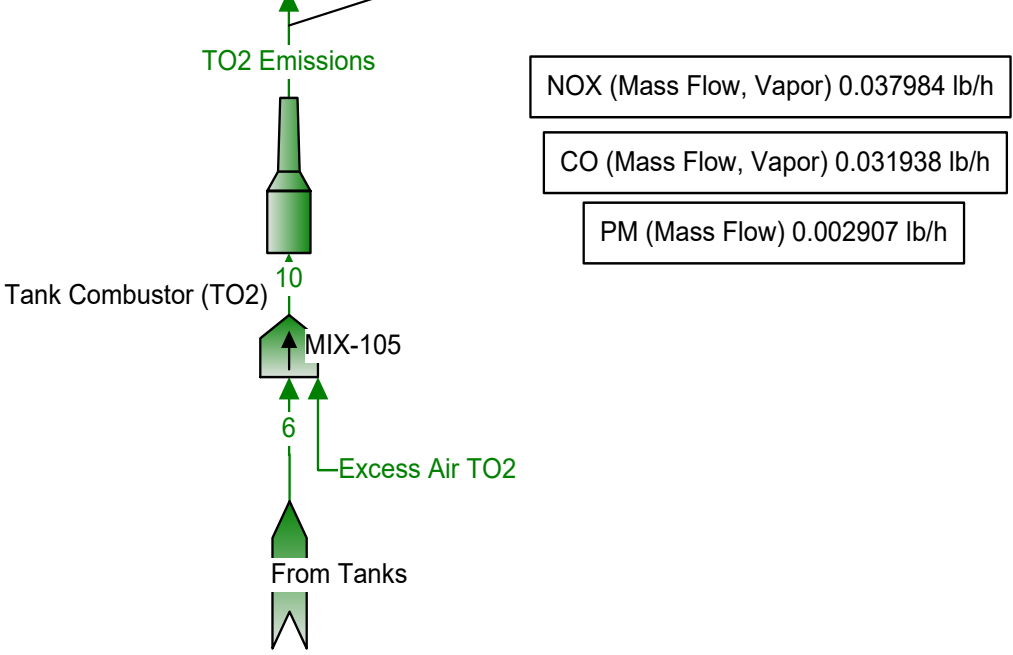 TO2 Emissions
NOX (Mass Flow, Vapor) 0.037984 lb/h
CO (Mass Flow, Vapor) 0.031938 lb/h
PM (Mass Flow) 0.002907 lb/h
10
Tank Combustor (TO2)
MIX-105
6
Excess Air TO2
From Tanks